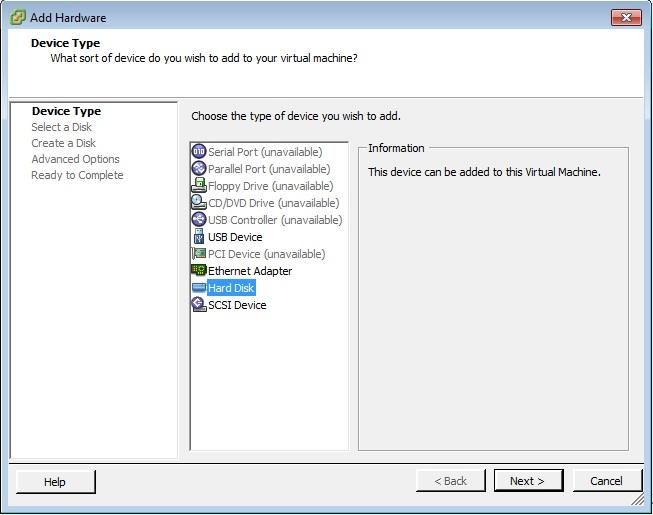 Add Hardware
Device Type
What sort of device do you wish to add to your virtual machine?
Device Type
Select a Disk
Create a Disk
Advanced Options
Ready to Complete
Choose the type of device you wish to add.
Serial Port (unavailable)
Parallel Port (unavailable)
Floppy Drive (unavailable)
CD/DVD Drive (unavailable)
USB Controller (unavailable)
USB Device
PCI Device (unavailable)
Ethernet Adapter
Hard Disk
SCSI Device
Information
This device can be added to this Virtual Machine.
Help
< Back
Next >
Cancel